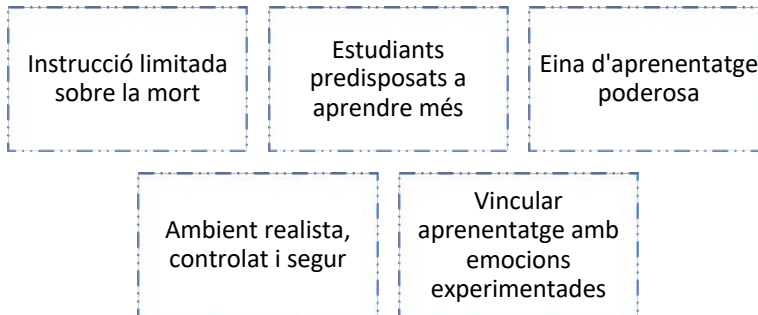 Instrucció limitada
sobre la mort
Estudiants
predisposats a
aprendre més
Eina d'aprenentatge
poderosa
Ambient realista,
controlat i segur
Vincular
aprenentatge amb
emocions
experimentades